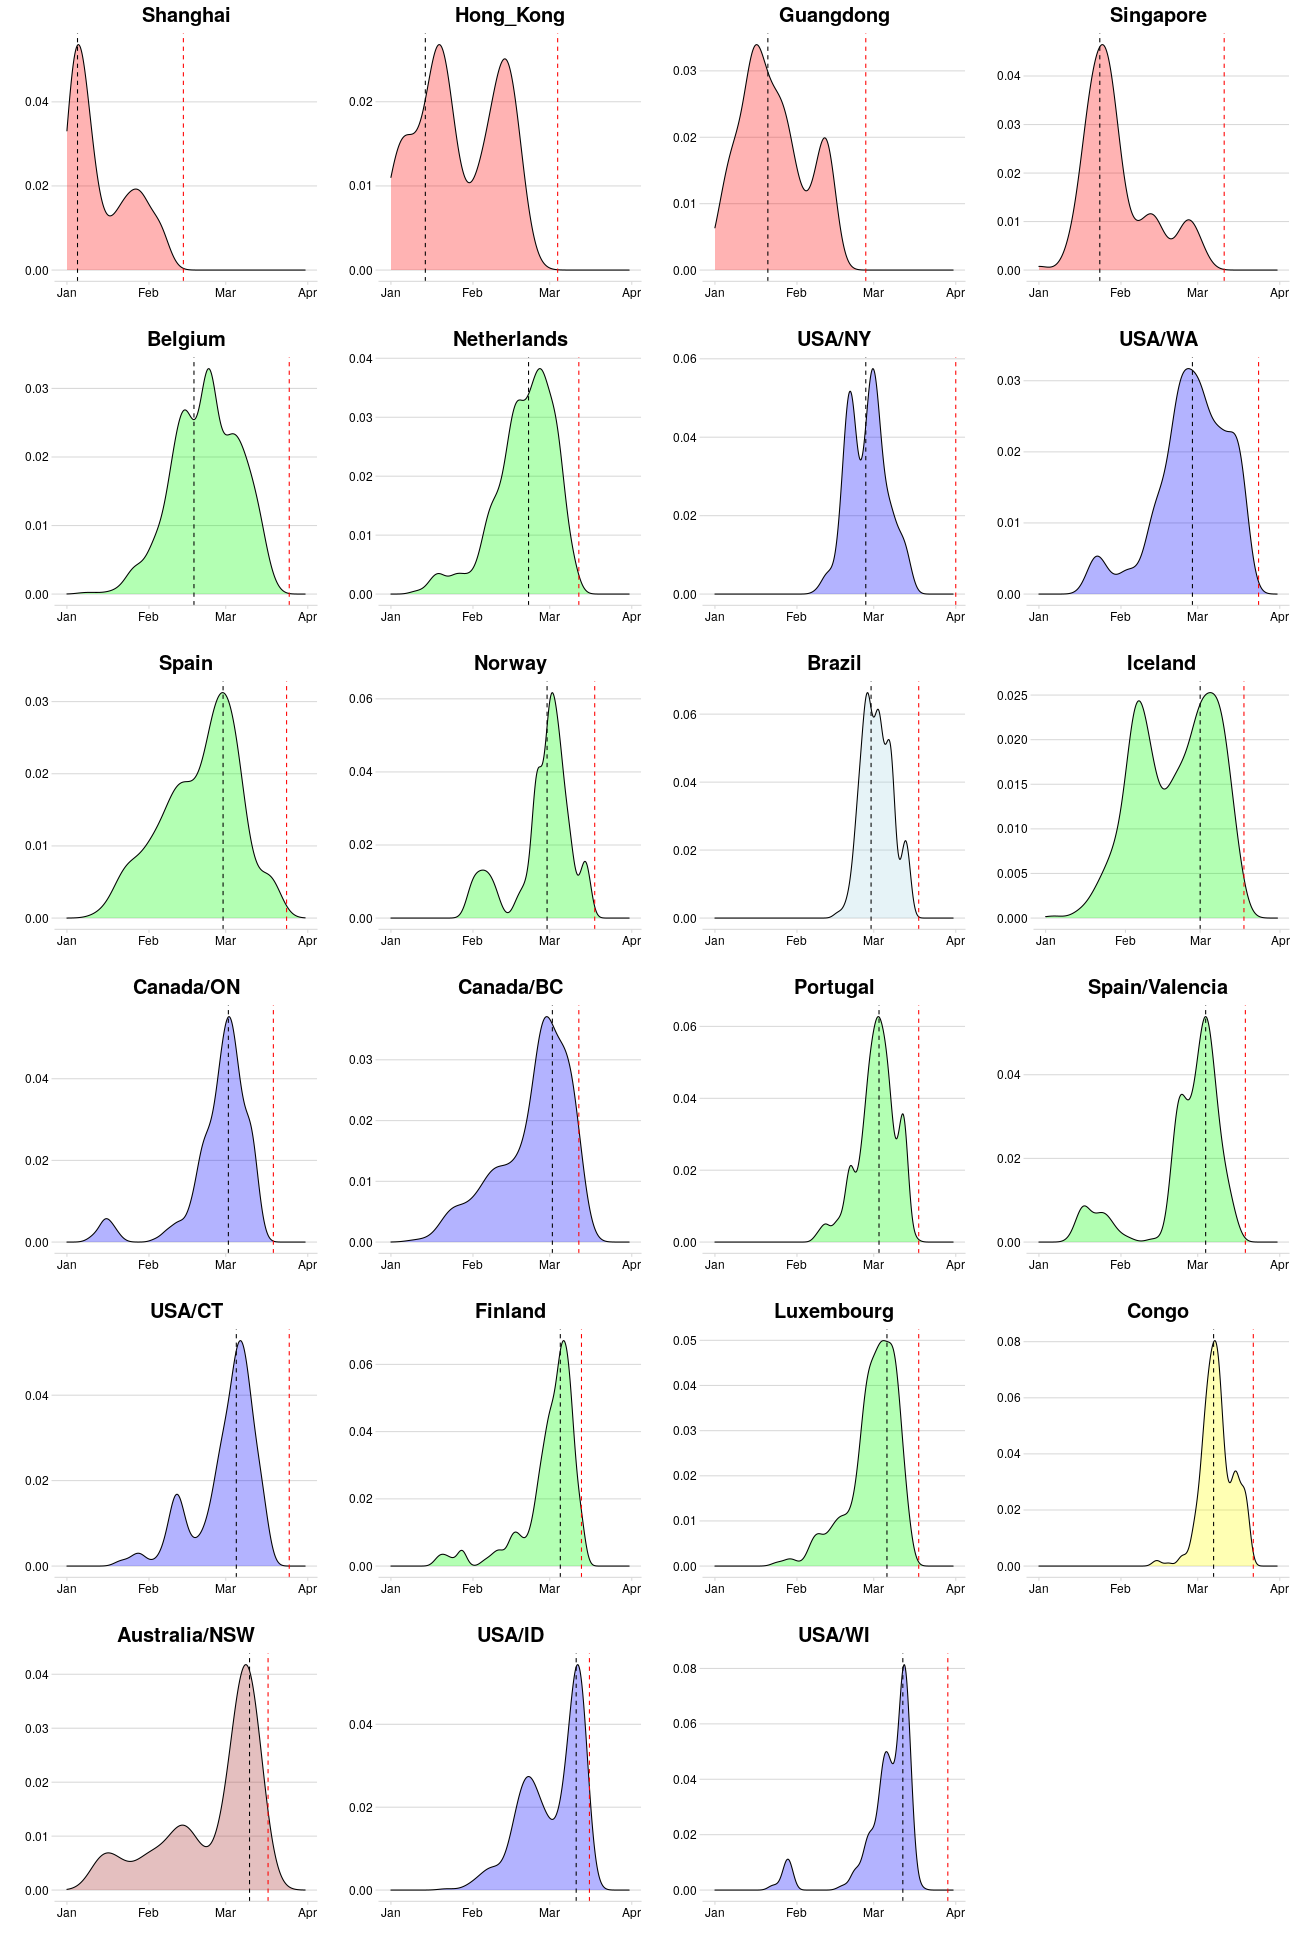 Shanghai
0.04
0.02
0.00
Jan Feb Mar Apr
Hong_Kong
0.02
0.01
0.00
Jan Feb Mar Apr
Guangdong
0.03
0.02
0.01
0.00
Jan Feb Mar Apr
Singapore
0.04
0.03
0.02
0.01
0.00
Jan Feb Mar Apr
Belgium
0.03
0.02
0.01
0.00
Jan Feb Mar Apr
Netherlands
0.04
0.03
0.02
0.01
0.00
Jan Feb Mar Apr
USA/NY
0.06
0.04
0.02
0.00
Jan Feb Mar Apr
USA/WA
0.03
0.02
0.01
0.00
Jan Feb Mar Apr
Spain
0.03
0.02
0.01
0.00
Jan Feb Mar Apr
Norway
0.06
0.04
0.02
0.00
Jan Feb Mar Apr
Brazil
0.06
0.04
0.02
0.00
Jan Feb Mar Apr
Iceland
0.025
0.020
0.015
0.010
0.005
0.000
Jan Feb Mar Apr
Canada/ON
0.04
0.02
0.00
Jan Feb Mar Apr
Canada/BC
0.03
0.02
0.01
0.00
Jan Feb Mar Apr
Portugal
0.06
0.04
0.02
0.00
Jan Feb Mar Apr
Spain/Valencia
0.04
0.02
0.00
Jan Feb Mar Apr
USA/CT
0.04
0.02
0.00
Jan Feb Mar Apr
Finland
0.06
0.04
0.02
0.00
Jan Feb Mar Apr
Luxembourg
0.05
0.04
0.03
0.02
0.01
0.00
Jan Feb Mar Apr
Congo
0.08
0.06
0.04
0.02
0.00
Jan Feb Mar Apr
Australia/NSW
0.04
0.03
0.02
0.01
0.00
Jan Feb Mar Apr
USA/ID
0.04
0.02
0.00
Jan Feb Mar Apr
USA/WI
0.08
0.06
0.04
0.02
0.00
Jan Feb Mar Apr